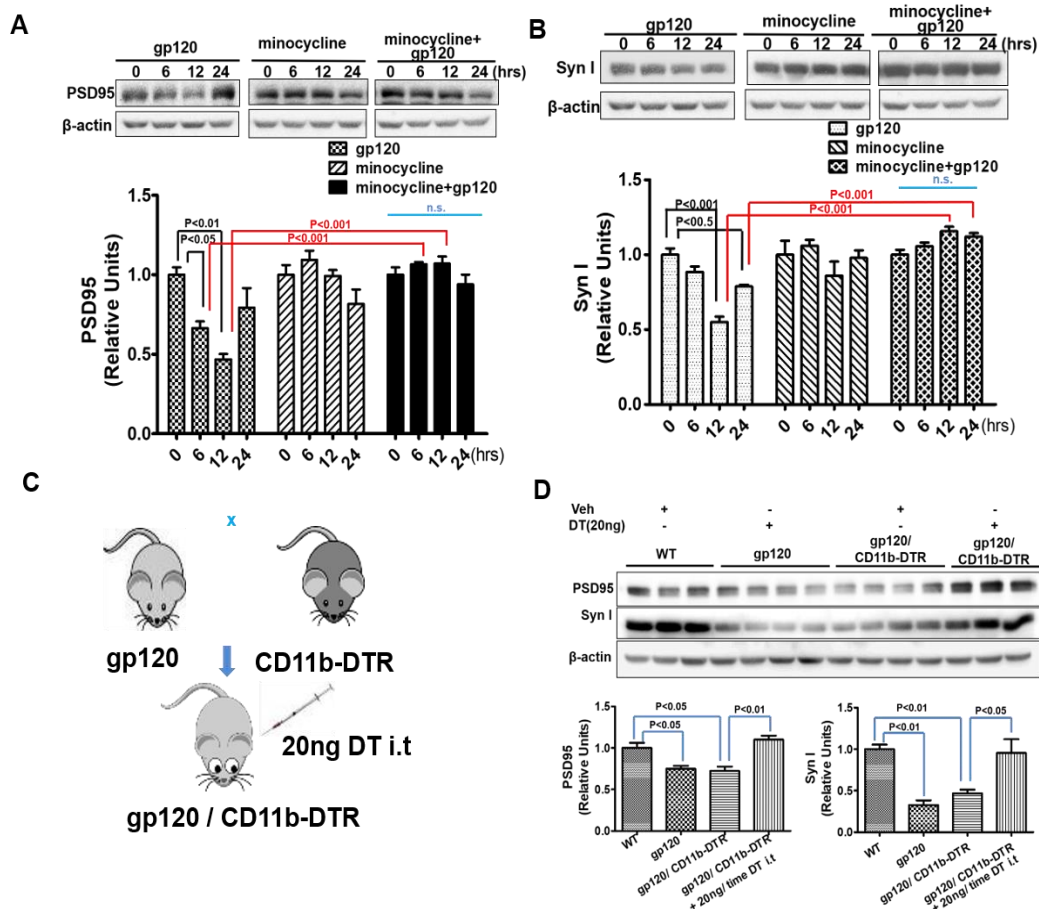 A
gp120 minocycline minocycline+ gp120
0 6 12 24 0 6 12 24 0 6 12 24 (hrs)
PSD95
β-actin
gp120
minocycline
minocycline+gp120
n.s.
P<0.01
P<0.05
P<0.001
P<0.001
PSD95
(Relative Units)
1.5
1.0
0.5
0.0
0 6 12 24 0 6 12 24 0 6 12 24 (hrs)
B
gp120 minocycline minocycline+ gp120
0 6 12 24 0 6 12 24 0 6 12 24 (hrs)
Syn I
β-actin
gp120
minocycline
minocycline+gp120
n.s.
P<0.001
P<00.5
P<0.001
P<0.001
Syn I
(Relative Units)
1.5
1.0
0.5
0.0
0 6 12 24 0 6 12 24 0 6 12 24 (hrs)
C
x
gp120 CD11b-DTR
20ng DT i.t
gp120 / CD11b-DTR
D
Veh + - + -
DT(20ng) - + - +
WT gp120 gp120/ CD11b-DTR gp120/ CD11b-DTR
PSD95
Syn I
β-actin
P<0.05
P<0.05
P<0.01
PSD95
(Relative Units)
1.5
1.0
0.5
0.0
WT
gp120
gp120/ CD11b-DTR
gp120/ CD11b-DTR
+ 20ng/ time DT i.t
P<0.01
P<0.01
P<0.05
Syn I
(Relative Units)
1.5
1.0
0.5
0.0
WT
gp120
gp120/ CD11b-DTR
gp120/ CD11b-DTR
+ 20ng/ time DT i.t